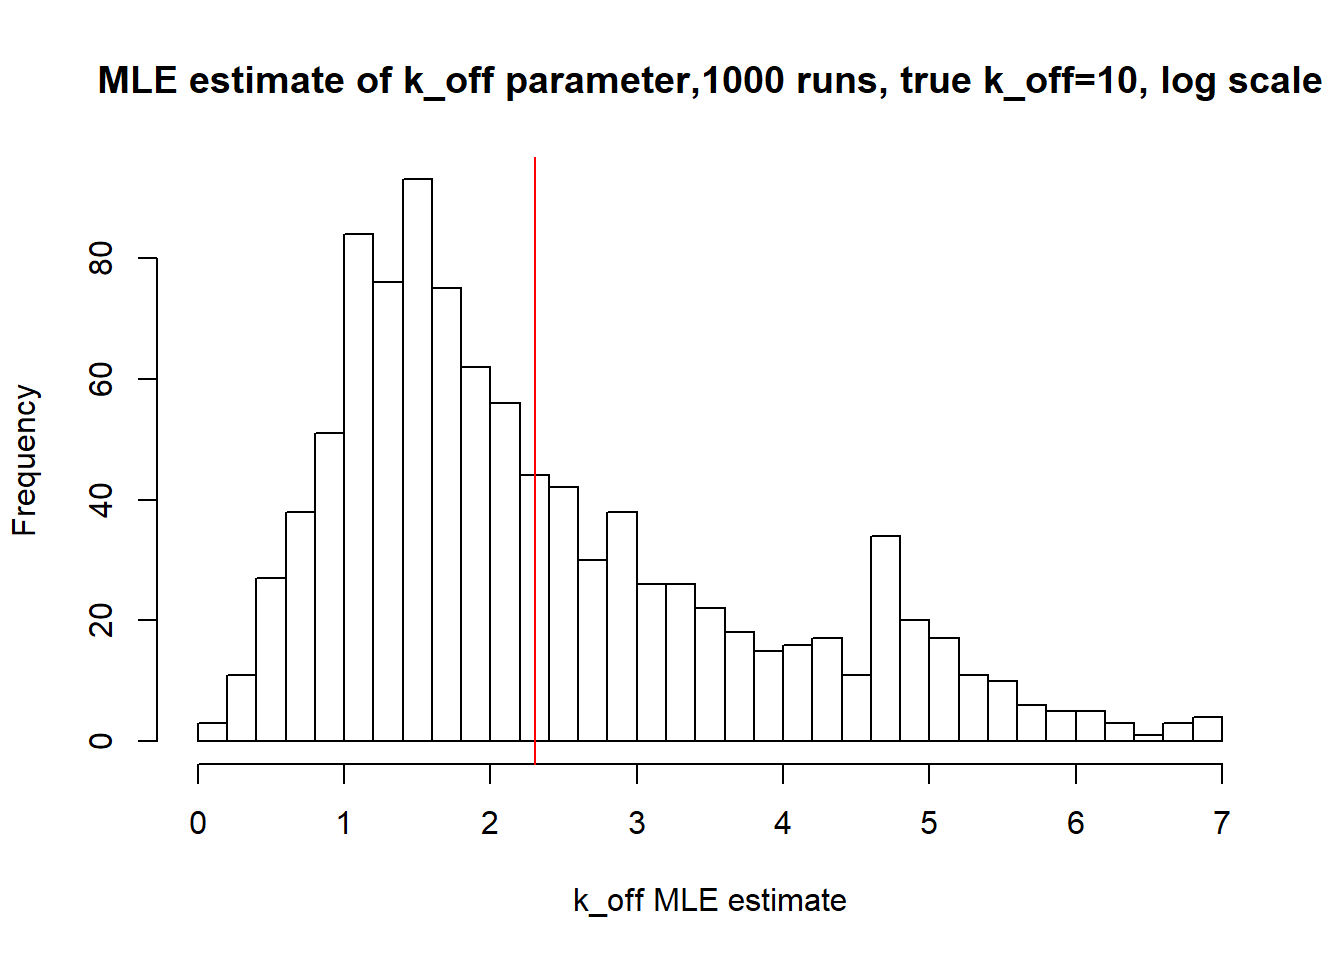 MLE estimate of k_off parameter,1000 runs, true k_off=10, log scale
Frequency
80
60
40
20
0
0 1 2 3 4 5 6 7
k_off MLE estimate